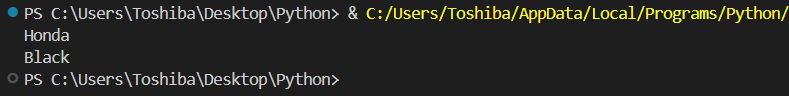 PS C:\Users\Toshiba\Desktop\Python> & C:/Users/Toshiba/AppData/Local/Programs/Python/
Honda
Black
PS C:\Users\Toshiba\Desktop\Python>